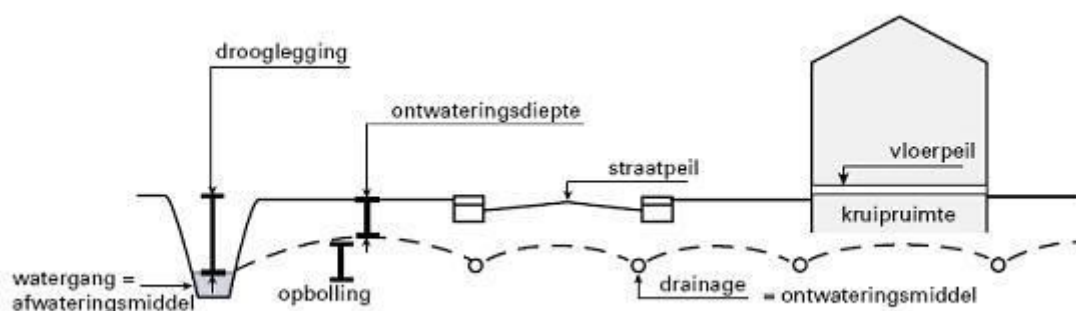 drooglegging
ontwateringsdiepte
straatpeil
vloerpeil
kruipruimte
watergang =
afwateringsmiddel
opbolling
drainage = ontwateringsmiddel